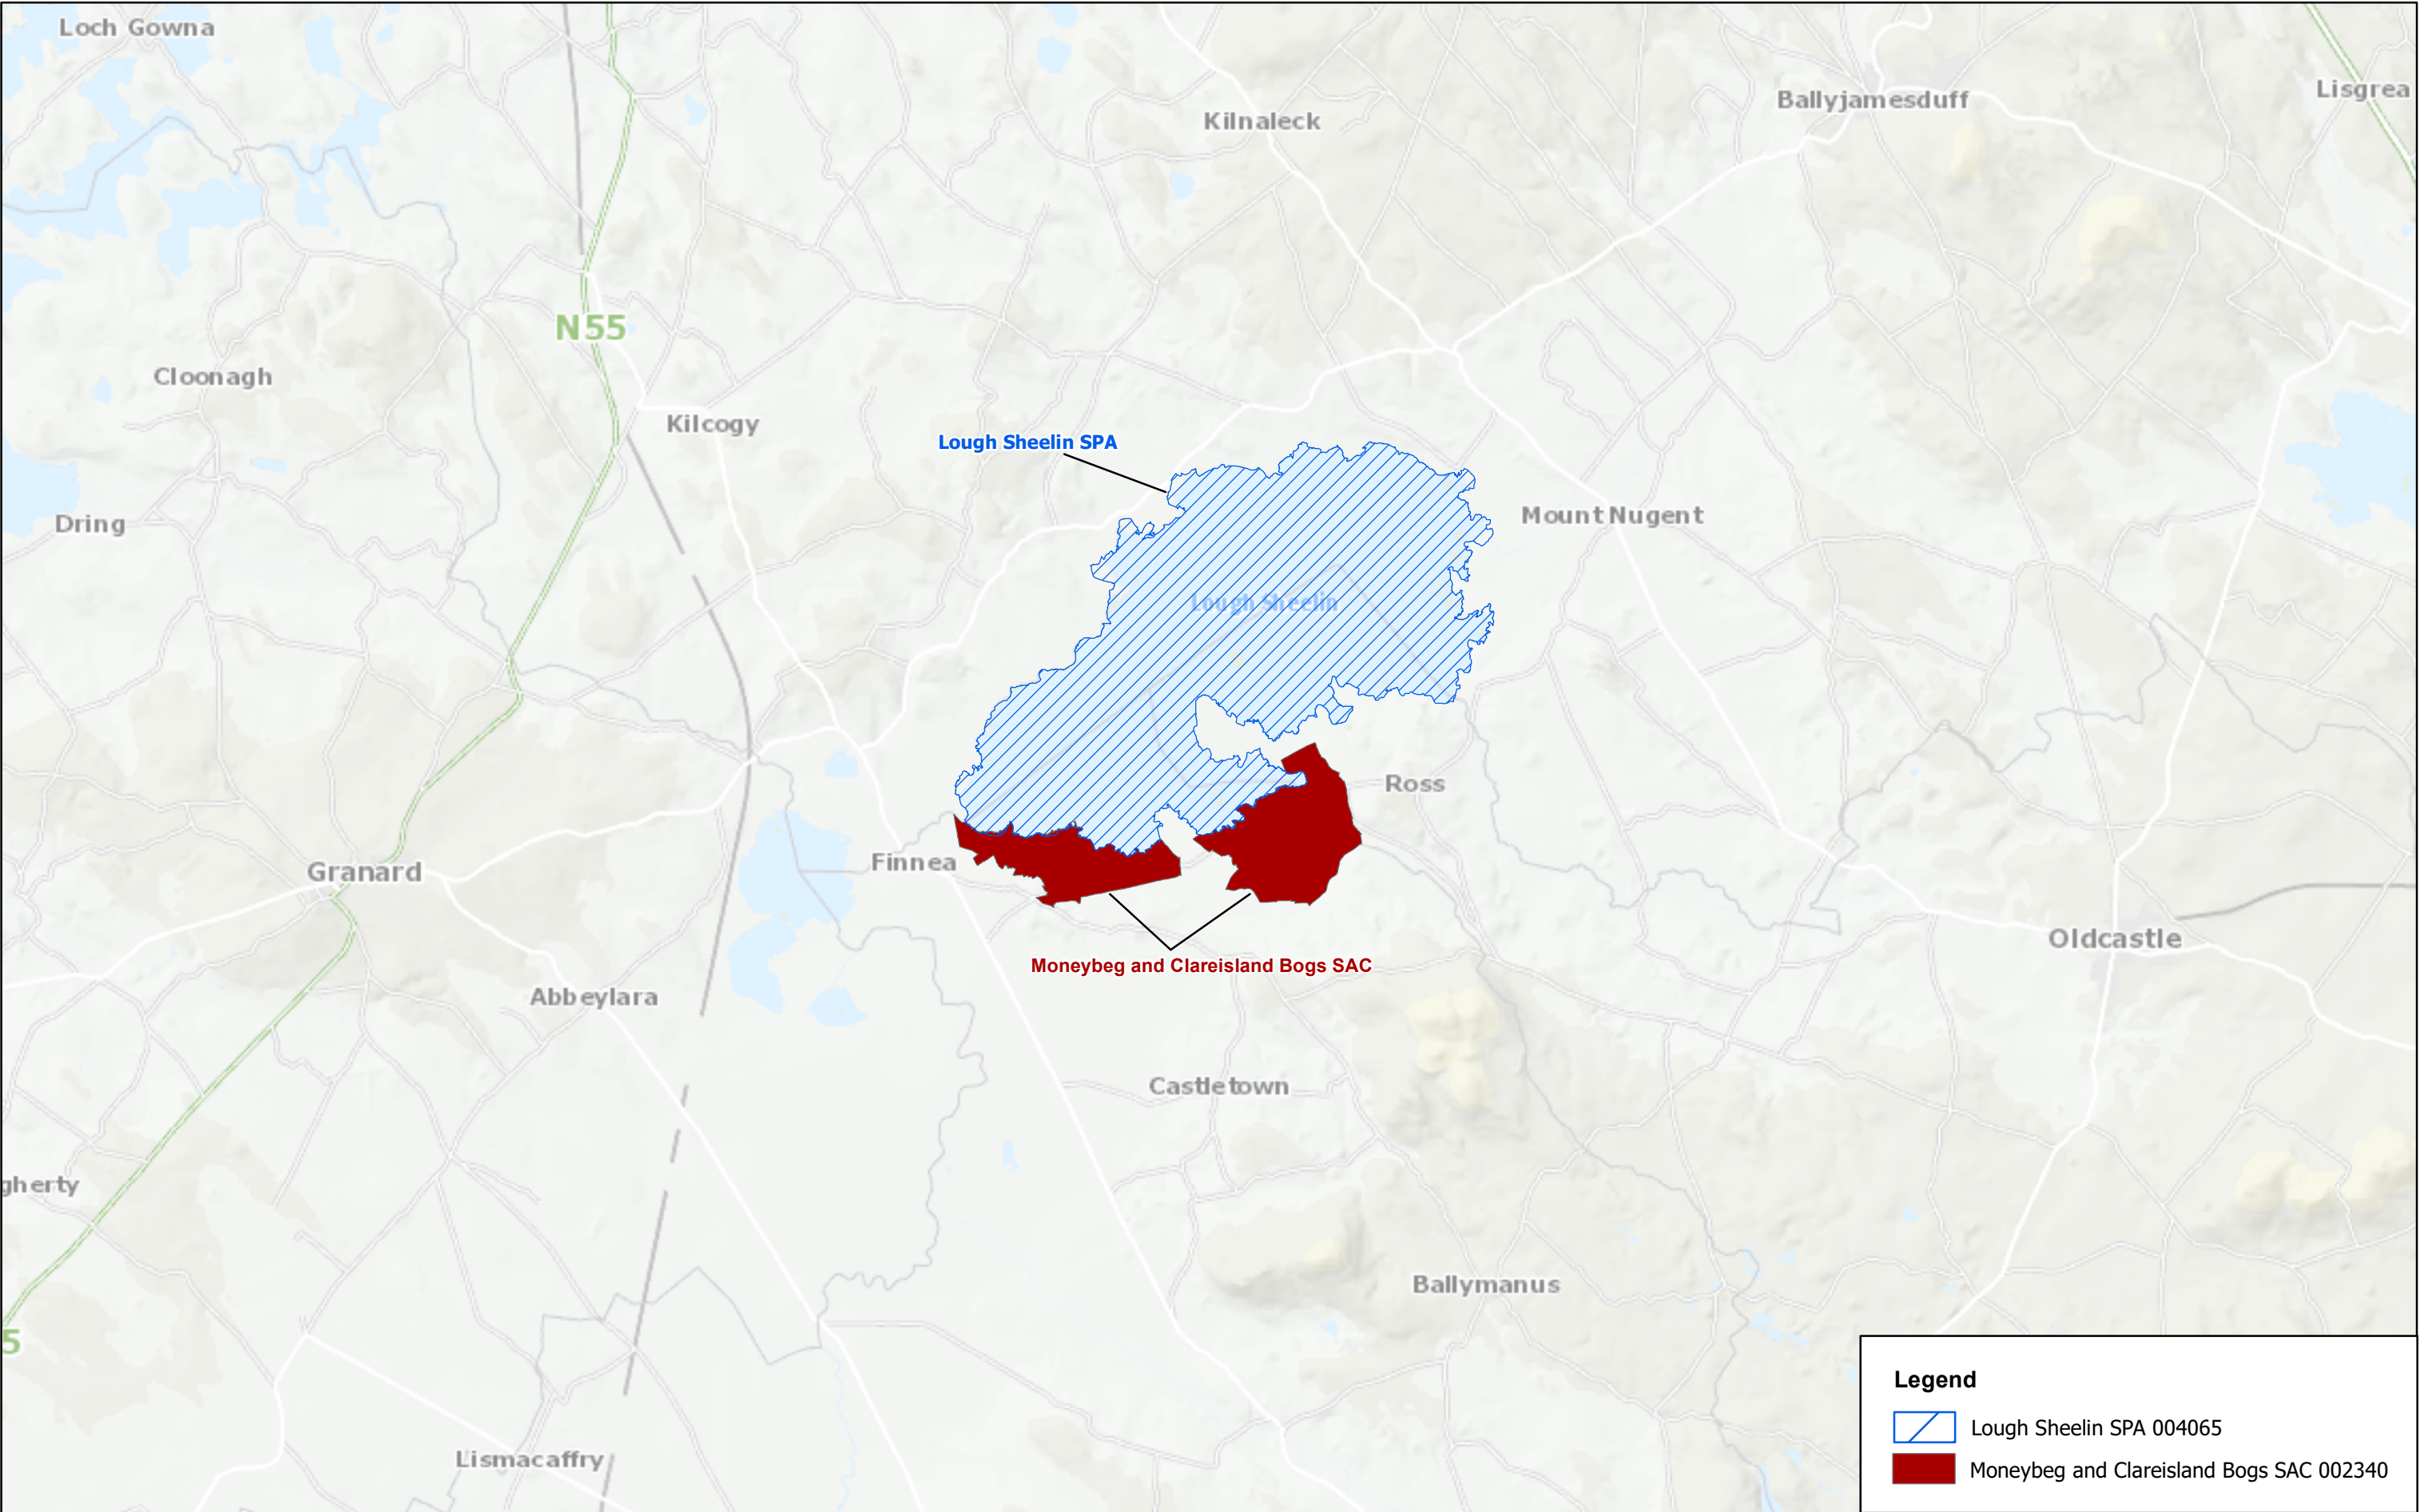 Loch Gowna
Lisgrea
Ballyjamesduff
Kilnaleck
N55
Cloonagh
Kilcogy
Lough Sheelin SPA
Mount Nugent
Dring
Lough Sheelin
Ross
Finnea
Granard
Oldcastle
Moneybeg and Clareisland Bogs SAC
Abbeylara
Castletown
gherty
Ballymanus
5
Lismacaffry
Legend
Lough Sheelin SPA 004065
Moneybeg and Clareisland Bogs SAC 002340